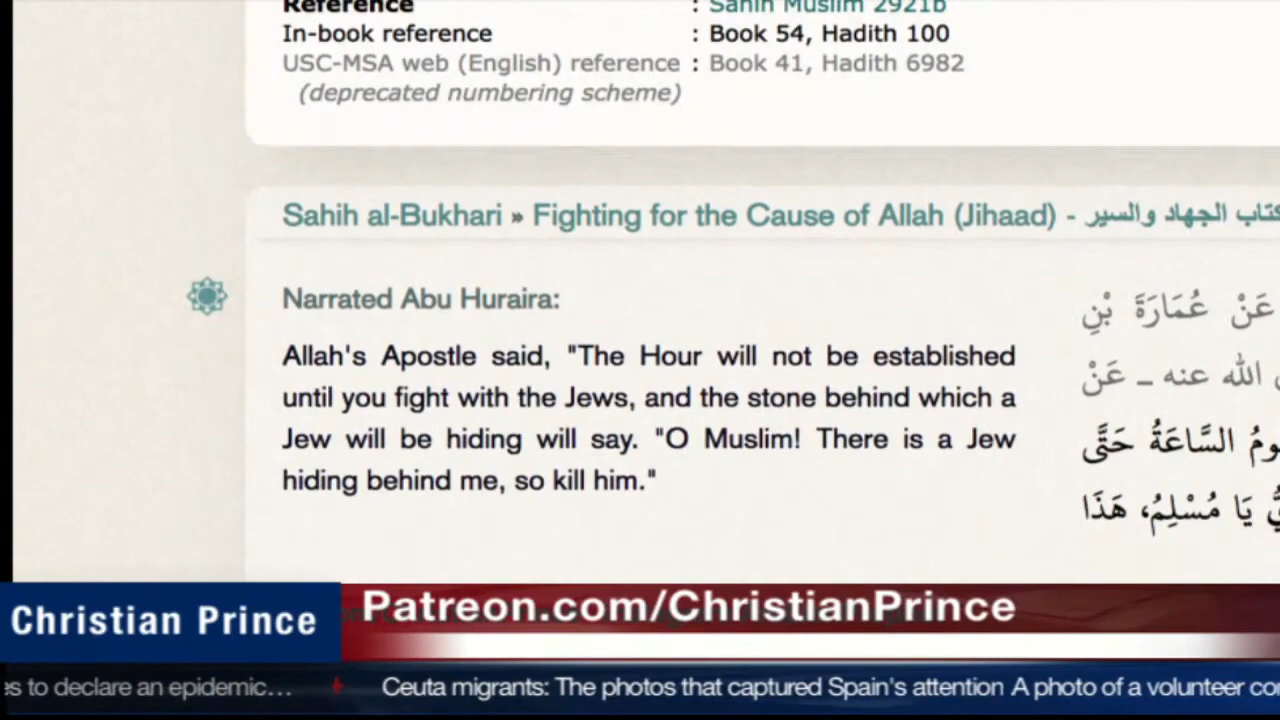 Reference : Sahih Muslim 2921b
In-book reference : Book 54, Hadith 100
USC-MSA web (English) reference : Book 41, Hadith 6982
(deprecated numbering scheme)
Sahih al-Bukhari » Fighting for the Cause of Allah (Jihaad) - كتاب الجهاد والسير
Narrated Abu Huraira:
عَنْ عُمَارَةَ بْنِ
Allah's Apostle said, "The Hour will not be established
الله عنه ـ عَنْ
until you fight with the Jews, and the stone behind which a
Jew will be hiding will say. "O Muslim! There is a Jew
السَّاعَةُ حَتَّى
hiding behind me, so kill him."
يَا مُسْلِمُ، هَذَا
Christian Prince
Patreon.com/ChristianPrince
to declare an epidemic...
Ceuta migrants: The photos that captured Spain's attention A photo of a volunteer